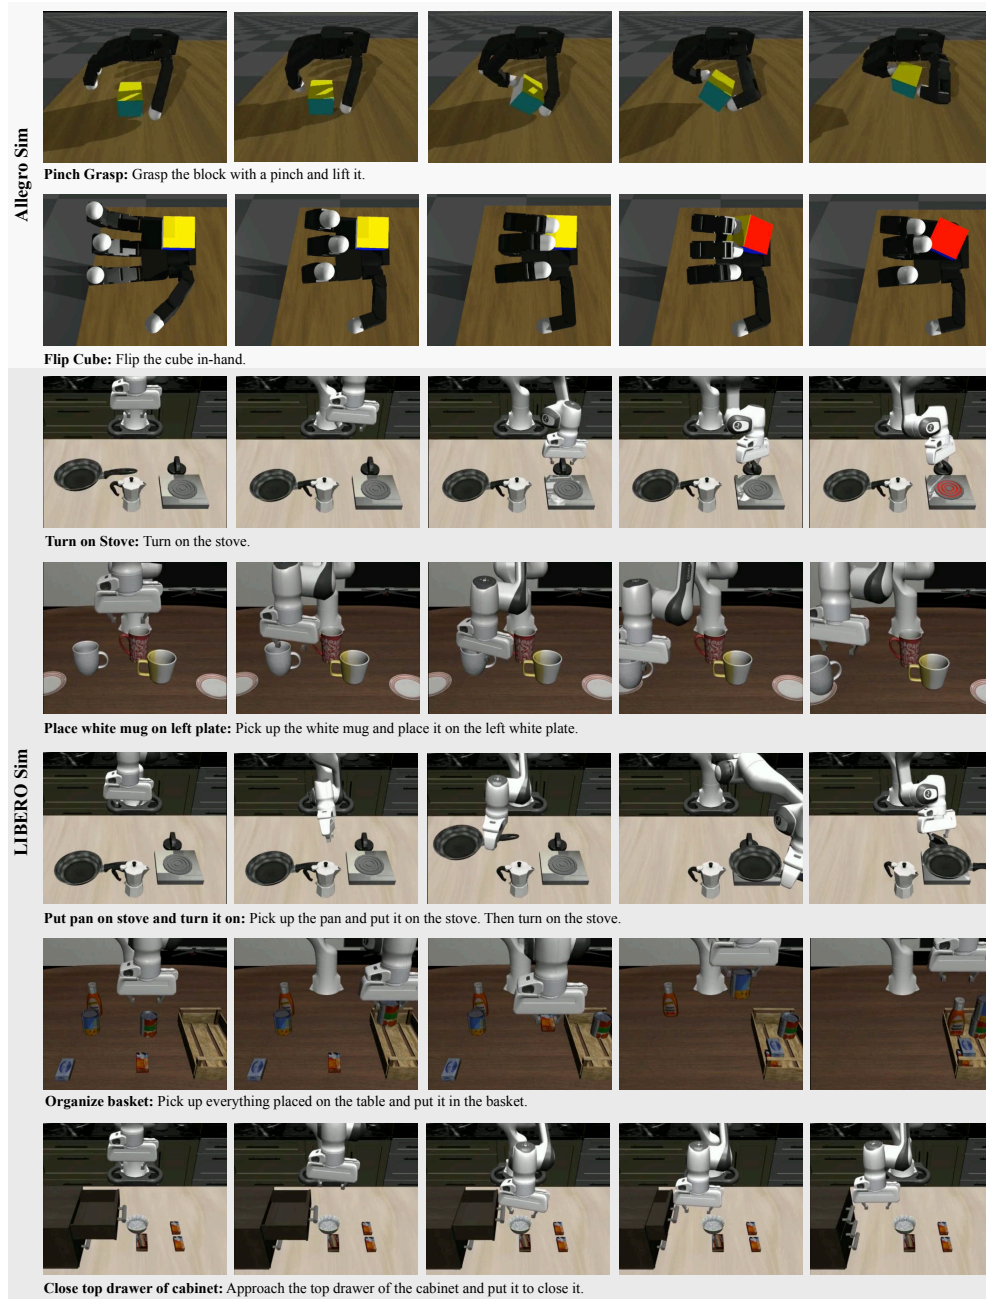 Allegro Sim
Pinch Grasp: Grasp the block with a pinch and lift it.
Flip Cube: Flip the cube in-hand.
LIBERO Sim
Turn on Stove: Turn on the stove.
Place white mug on left plate: Pick up the white mug and place it on the left white plate.
Put pan on stove and turn it on: Pick up the pan and put it on the stove. Then turn on the stove.
Organize basket: Pick up everything placed on the table and put it in the basket.
Close top drawer of cabinet: Approach the top drawer of the cabinet and put it to close it.